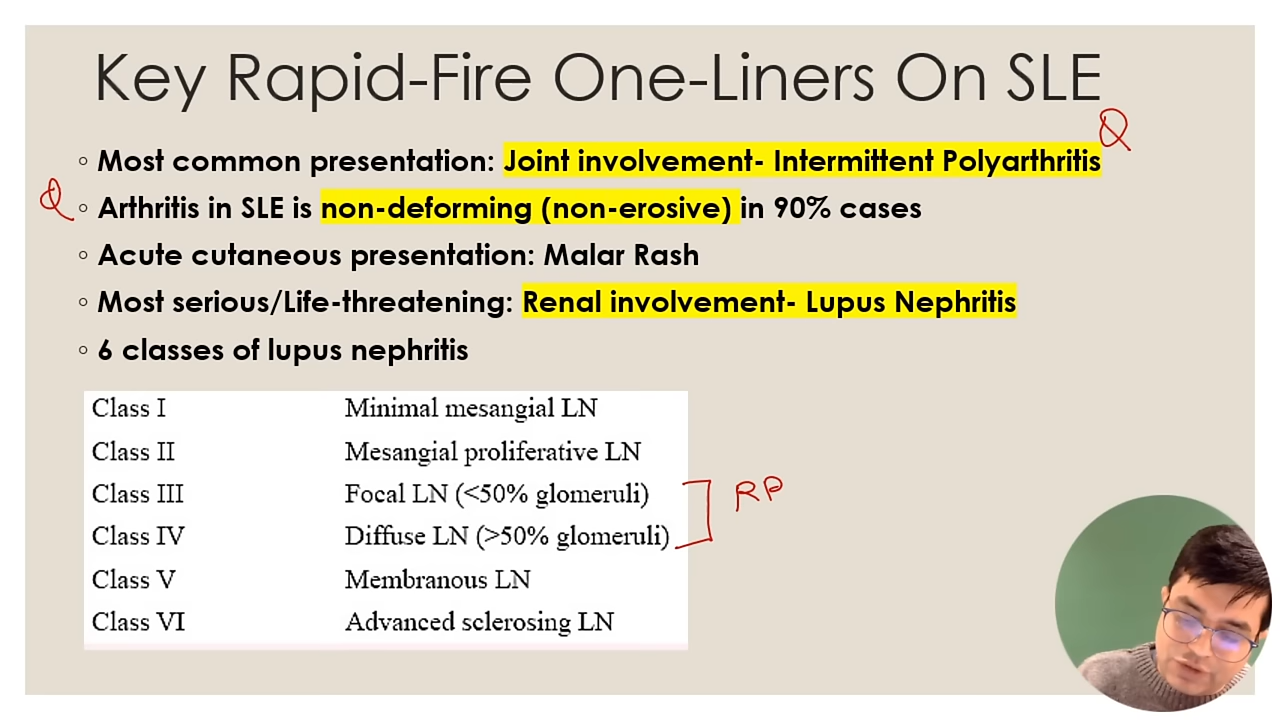 Key Rapid-Fire One-Liners On SLE
◦ Most common presentation: Joint involvement- Intermittent Polyarthritis Q
Q ◦ Arthritis in SLE is non-deforming (non-erosive) in 90% cases
◦ Acute cutaneous presentation: Malar Rash
◦ Most serious/Life-threatening: Renal involvement- Lupus Nephritis
◦ 6 classes of lupus nephritis
Class I Minimal mesangial LN
Class II Mesangial proliferative LN
Class III Focal LN (<50% glomeruli)
RP
Class IV Diffuse LN (>50% glomeruli)
Class V Membranous LN
Class VI Advanced sclerosing LN